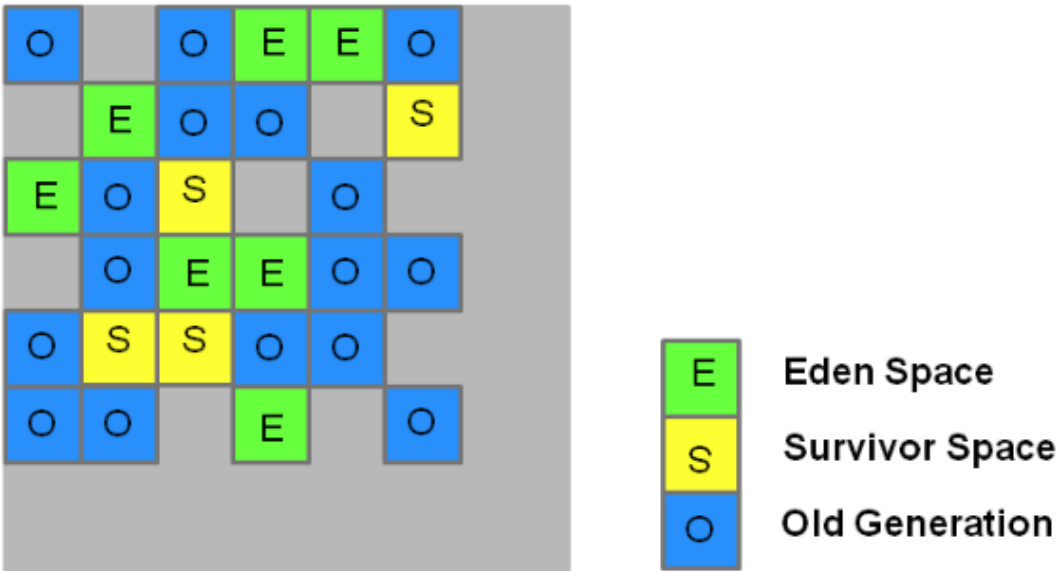 O O E E O
E O O S
E O S O
O E E O O
O S S O O
O O E O
E Eden Space
S Survivor Space
O Old Generation